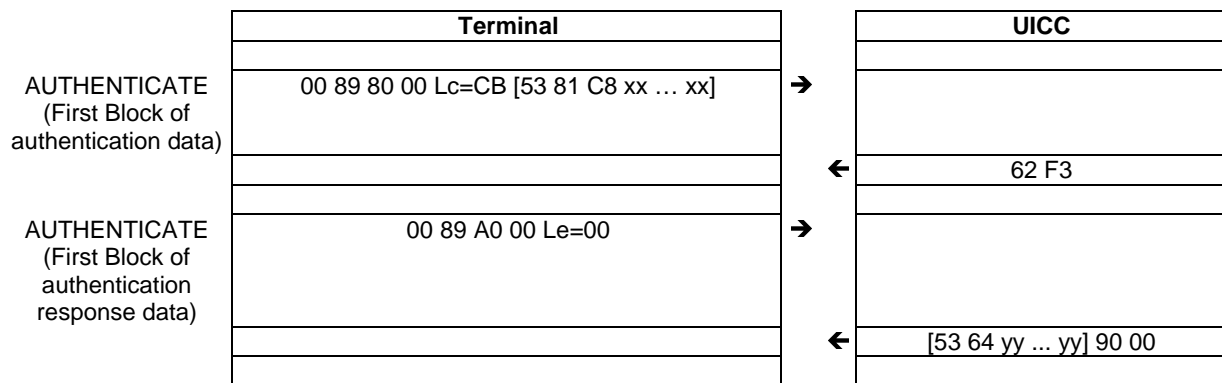 Terminal UICC
AUTHENTICATE
(First Block of
authentication data)
00 89 80 00 Lc=CB [53 81 C8 xx … xx] ➔
🡸 62 F3
AUTHENTICATE
(First Block of
authentication
response data)
00 89 A0 00 Le=00 ➔
🡸 [53 64 yy ... yy] 90 00